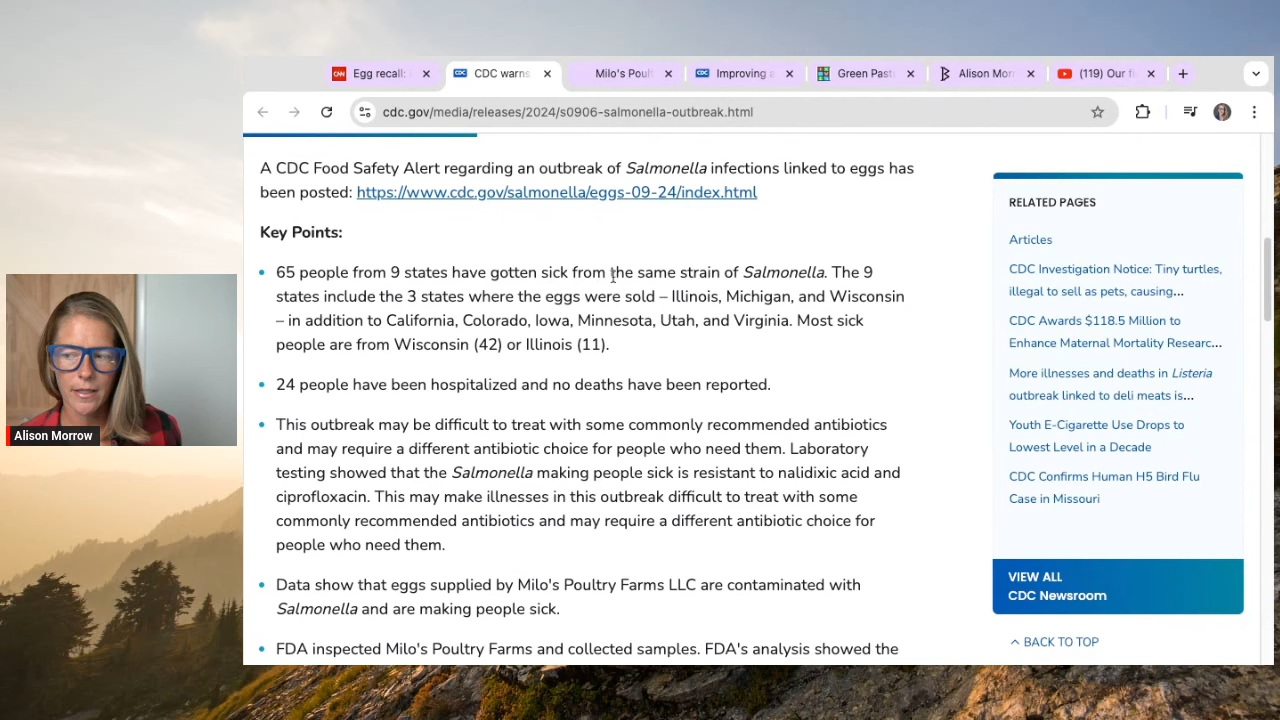 Egg recall:
CDC warns
Milo's Poult
Improving a
Green Past
Alison Mor
(119) Our f
cdc.gov/media/releases/2024/s0906-salmonella-outbreak.html
A CDC Food Safety Alert regarding an outbreak of Salmonella infections linked to eggs has
been posted: https://www.cdc.gov/salmonella/eggs-09-24/index.html
Key Points:
65 people from 9 states have gotten sick from the same strain of Salmonella. The 9
states include the 3 states where the eggs were sold – Illinois, Michigan, and Wisconsin
– in addition to California, Colorado, Iowa, Minnesota, Utah, and Virginia. Most sick
people are from Wisconsin (42) or Illinois (11).
24 people have been hospitalized and no deaths have been reported.
This outbreak may be difficult to treat with some commonly recommended antibiotics
and may require a different antibiotic choice for people who need them. Laboratory
testing showed that the Salmonella making people sick is resistant to nalidixic acid and
ciprofloxacin. This may make illnesses in this outbreak difficult to treat with some
commonly recommended antibiotics and may require a different antibiotic choice for
people who need them.
Data show that eggs supplied by Milo's Poultry Farms LLC are contaminated with
Salmonella and are making people sick.
FDA inspected Milo's Poultry Farms and collected samples. FDA's analysis showed the
RELATED PAGES
Articles
CDC Investigation Notice: Tiny turtles,
illegal to sell as pets, causing...
CDC Awards $118.5 Million to
Enhance Maternal Mortality Researc...
More illnesses and deaths in Listeria
outbreak linked to deli meats is...
Youth E-Cigarette Use Drops to
Lowest Level in a Decade
CDC Confirms Human H5 Bird Flu
Case in Missouri
VIEW ALL
CDC Newsroom
BACK TO TOP
Alison Morrow